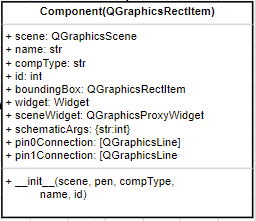 Component(QGraphicsRectItem)
+ scene: QGraphicsScene
+ name: str
+ compType: str
+ id: int
+ boundingBox: QGraphicsRectItem
+ widget: Widget
+ sceneWidget: QGraphicsProxyWidget
+ schematicArgs: {str:int}
+ pin0Connection: [QGraphicsLine]
+ pin1Connection: [QGraphicsLine
+ __init__(scene, pen, compType,
name, id)